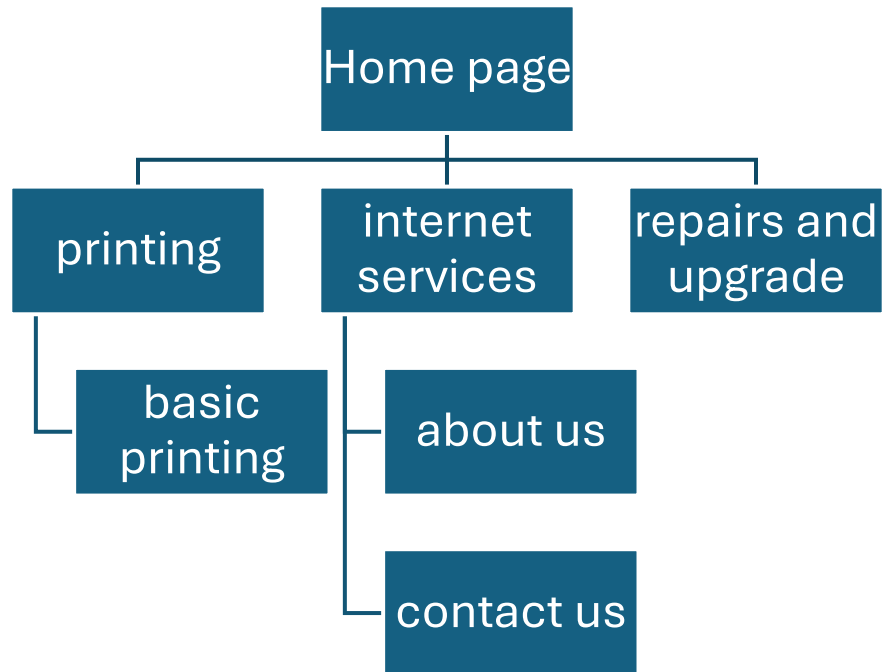 Home page
printing
internet
services
repairs and
upgrade
basic
printing
about us
contact us